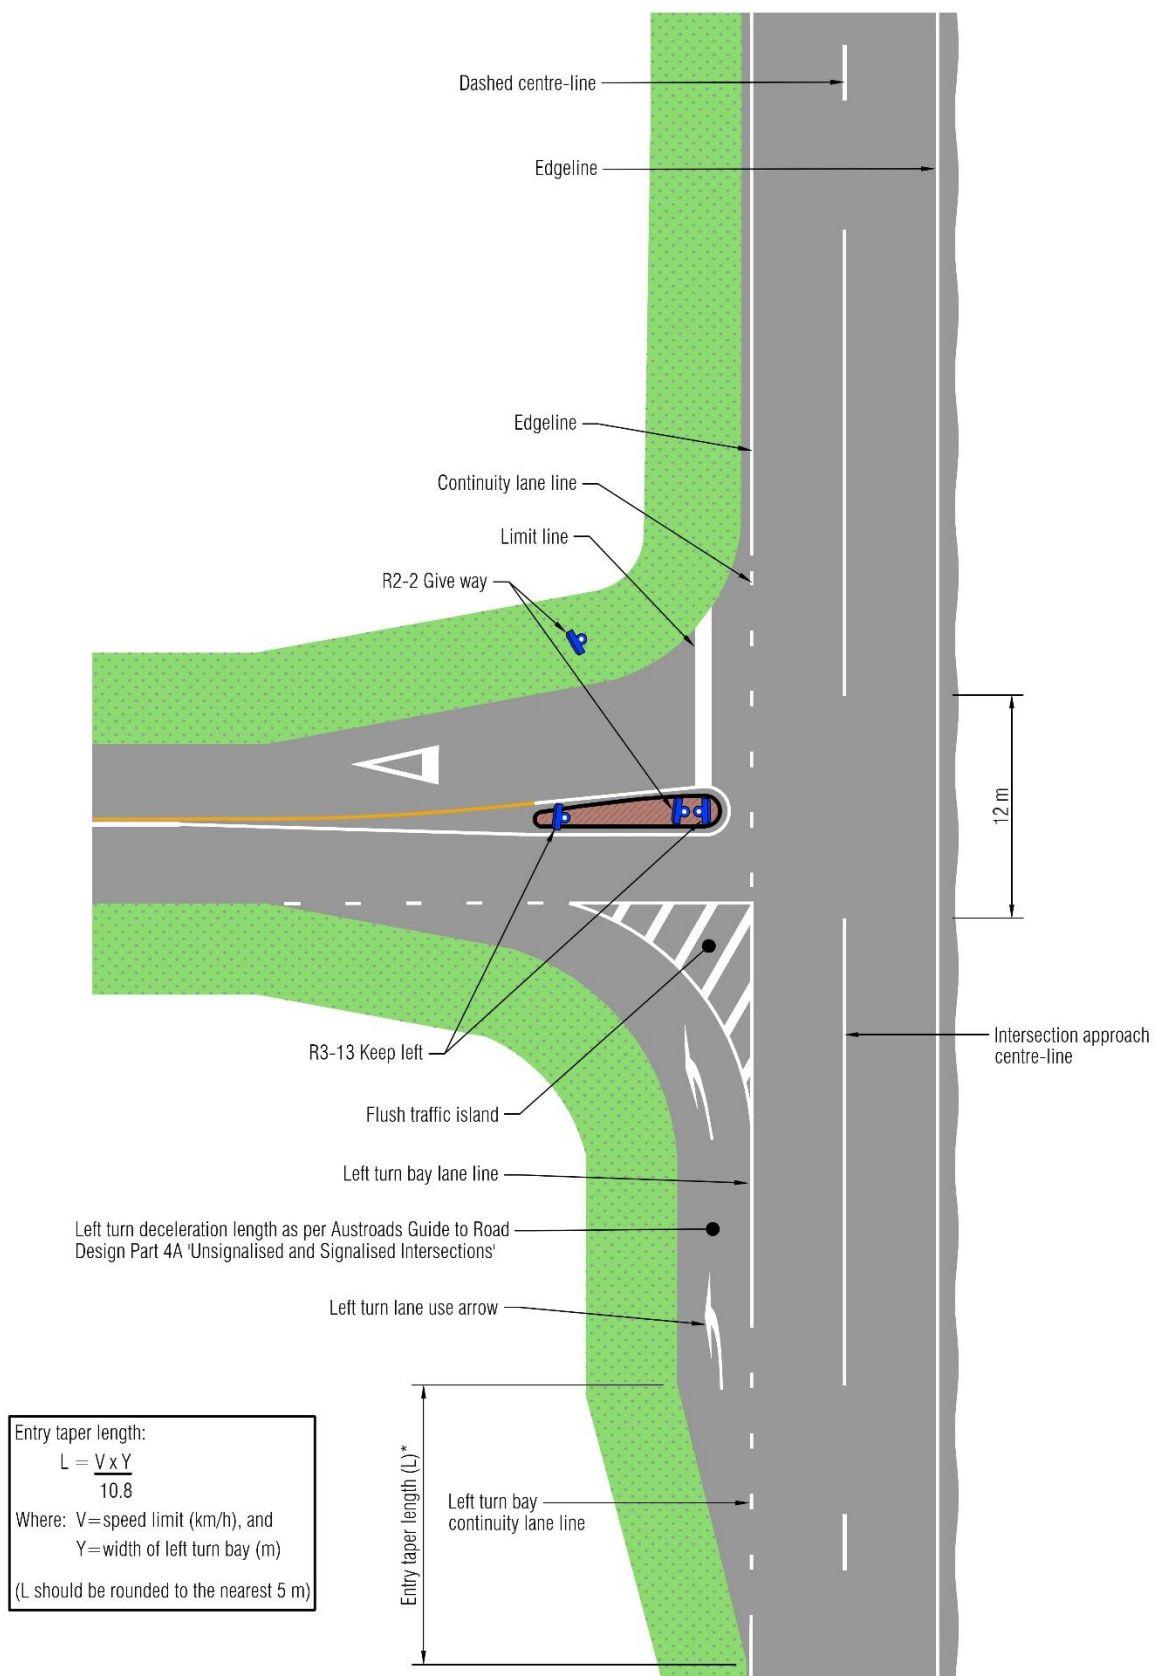 Dashed centre-line
Edgeline
Edgeline
Continuity lane line
Limit line
R2-2 Give way
12 m
R3-13 Keep left
Intersection approach
centre-line
Flush traffic island
Left turn bay lane line
Left turn deceleration length as per Austroads Guide to Road
Design Part 4A 'Unsignalised and Signalised Intersections'
Left turn lane use arrow
Entry taper length (L)*
Left turn bay
continuity lane line
Entry taper length:
L = V x Y
10.8
Where: V=speed limit (km/h), and
Y=width of left turn bay (m)
(L should be rounded to the nearest 5 m)